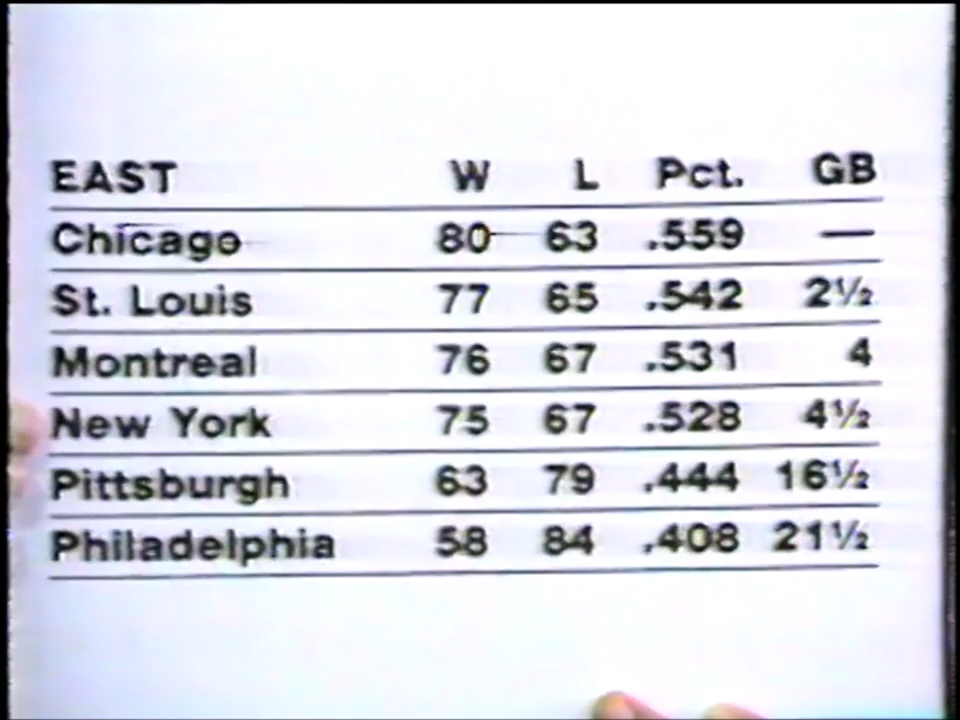 EAST W L Pct. GB
Chicago 80 63 .559 —
St. Louis 77 65 .542 2½
Montreal 76 67 .531 4
New York 75 67 .528 4½
Pittsburgh 63 79 .444 16½
Philadelphia 58 84 .408 21½